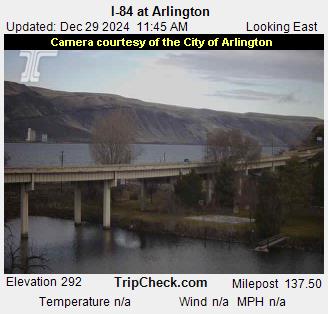 I-84 at Arlington
Updated: Dec 29 2024 11:45 AM Looking East
Camera courtesy of the City of Arlington
Elevation 292 TripCheck.com Milepost 137.50
Temperature n/a Wind n/a MPH n/a